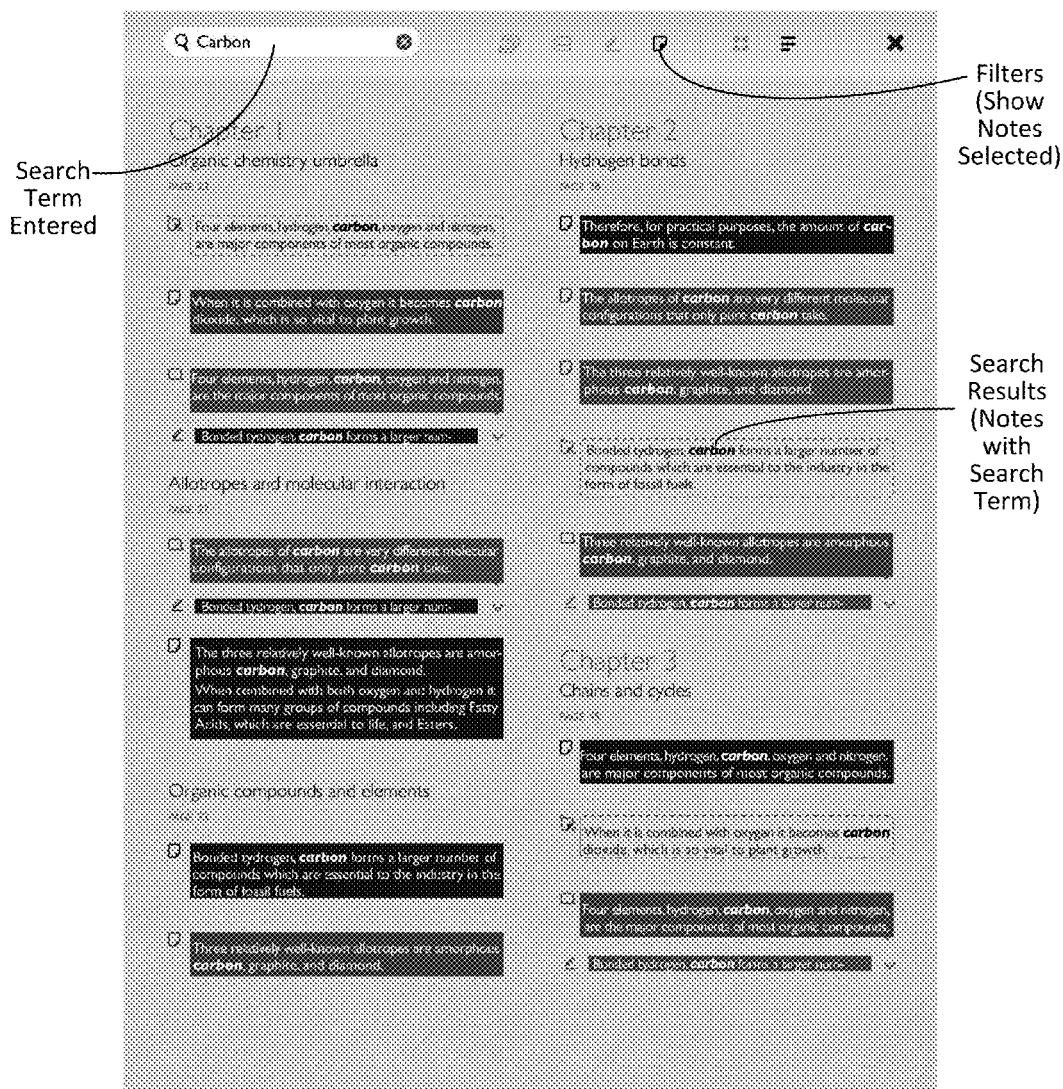 Carbon
Filters
(Show
Notes
Selected)
Search
Term
Entered
Chapter 1
Organic chemistry umbrella
Four elements, hydrogen, carbon, oxygen and nitrogen,
are major components of most organic compounds.
When it is combined with oxygen it becomes carbon
dioxide, which is so vital to plant growth.
Four elements, hydrogen, carbon, oxygen and nitrogen,
are the major components of most organic compounds.
Bonded tydrogen, carbon forms a larger num-
Allotropes and molecular interaction
The allotropes of carbon are very different molecular
configurations that only pure carbon take.
Bonded tydrogen, carbon forms a larger num-
The three relatively well-known allotropes are amor-
phous carbon, graphite, and diamond.
When combined with both oxygen and hydrogen it
can form many groups of compounds including Fatty
Acids, which are essential to life, and Esters.
Organic compounds and elements
Bonded tydrogen, carbon forms a larger number of
compounds which are essential to the industry in the
form of fossil fuels.
Three relatively well-known allotropes are amorphous
carbon, graphite, and diamond.
Chapter 2
Hydrogen bonds
Therefore, for practical purposes, the amount of car-
bon on Earth is constant.
The allotropes of carbon are very different molecular
configurations that only pure carbon take.
The three relatively well-known allotropes are amor-
phous carbon, graphite, and diamond.
Bonded tydrogen, carbon forms a larger number of
compounds which are essential to the industry in the
form of fossil fuels.
Three relatively well-known allotropes are amorphous
carbon, graphite, and diamond.
Bonded tydrogen, carbon forms a larger num-
Chapter 3
Chains and cycles
Four elements, hydrogen, carbon, oxygen and nitrogen,
are major components of most organic compounds.
When it is combined with oxygen it becomes carbon
dioxide, which is so vital to plant growth.
Four elements, hydrogen, carbon, oxygen and nitrogen,
are the major components of most organic compounds.
Bonded tydrogen, carbon forms a larger num-
Search
Results
(Notes
with
Search
Term)